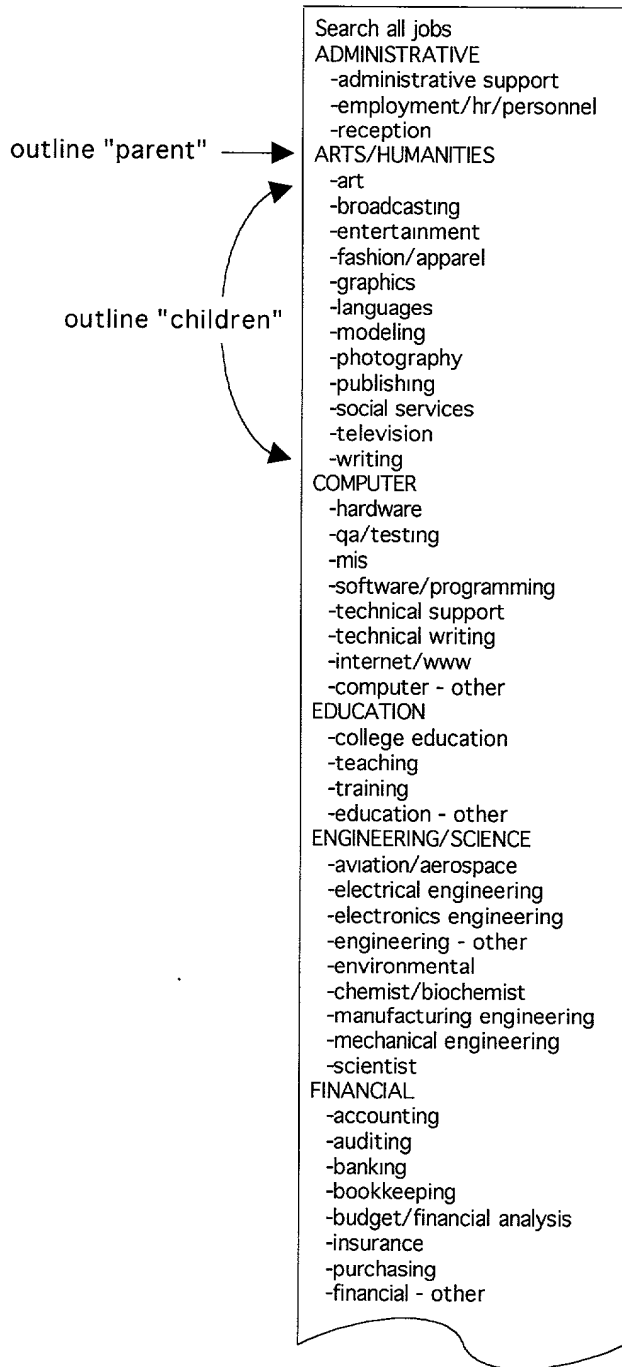 Search all jobs
ADMINISTRATIVE
-administrative support
-employment/hr/personnel
-reception
outline "parent"
ARTS/HUMANITIES
-art
-broadcasting
-entertainment
-fashion/apparel
-graphics
-languages
outline "children"
-modeling
-photography
-publishing
-social services
-television
-writing
COMPUTER
-hardware
-qa/testing
-mis
-software/programming
-technical support
-technical writing
-internet/www
-computer - other
EDUCATION
-college education
-teaching
-training
-education - other
ENGINEERING/SCIENCE
-aviation/aerospace
-electrical engineering
-electronics engineering
-engineering - other
-environmental
-chemist/biochemist
-manufacturing engineering
-mechanical engineering
-scientist
FINANCIAL
-accounting
-auditing
-banking
-bookkeeping
-budget/financial analysis
-insurance
-purchasing
-financial - other